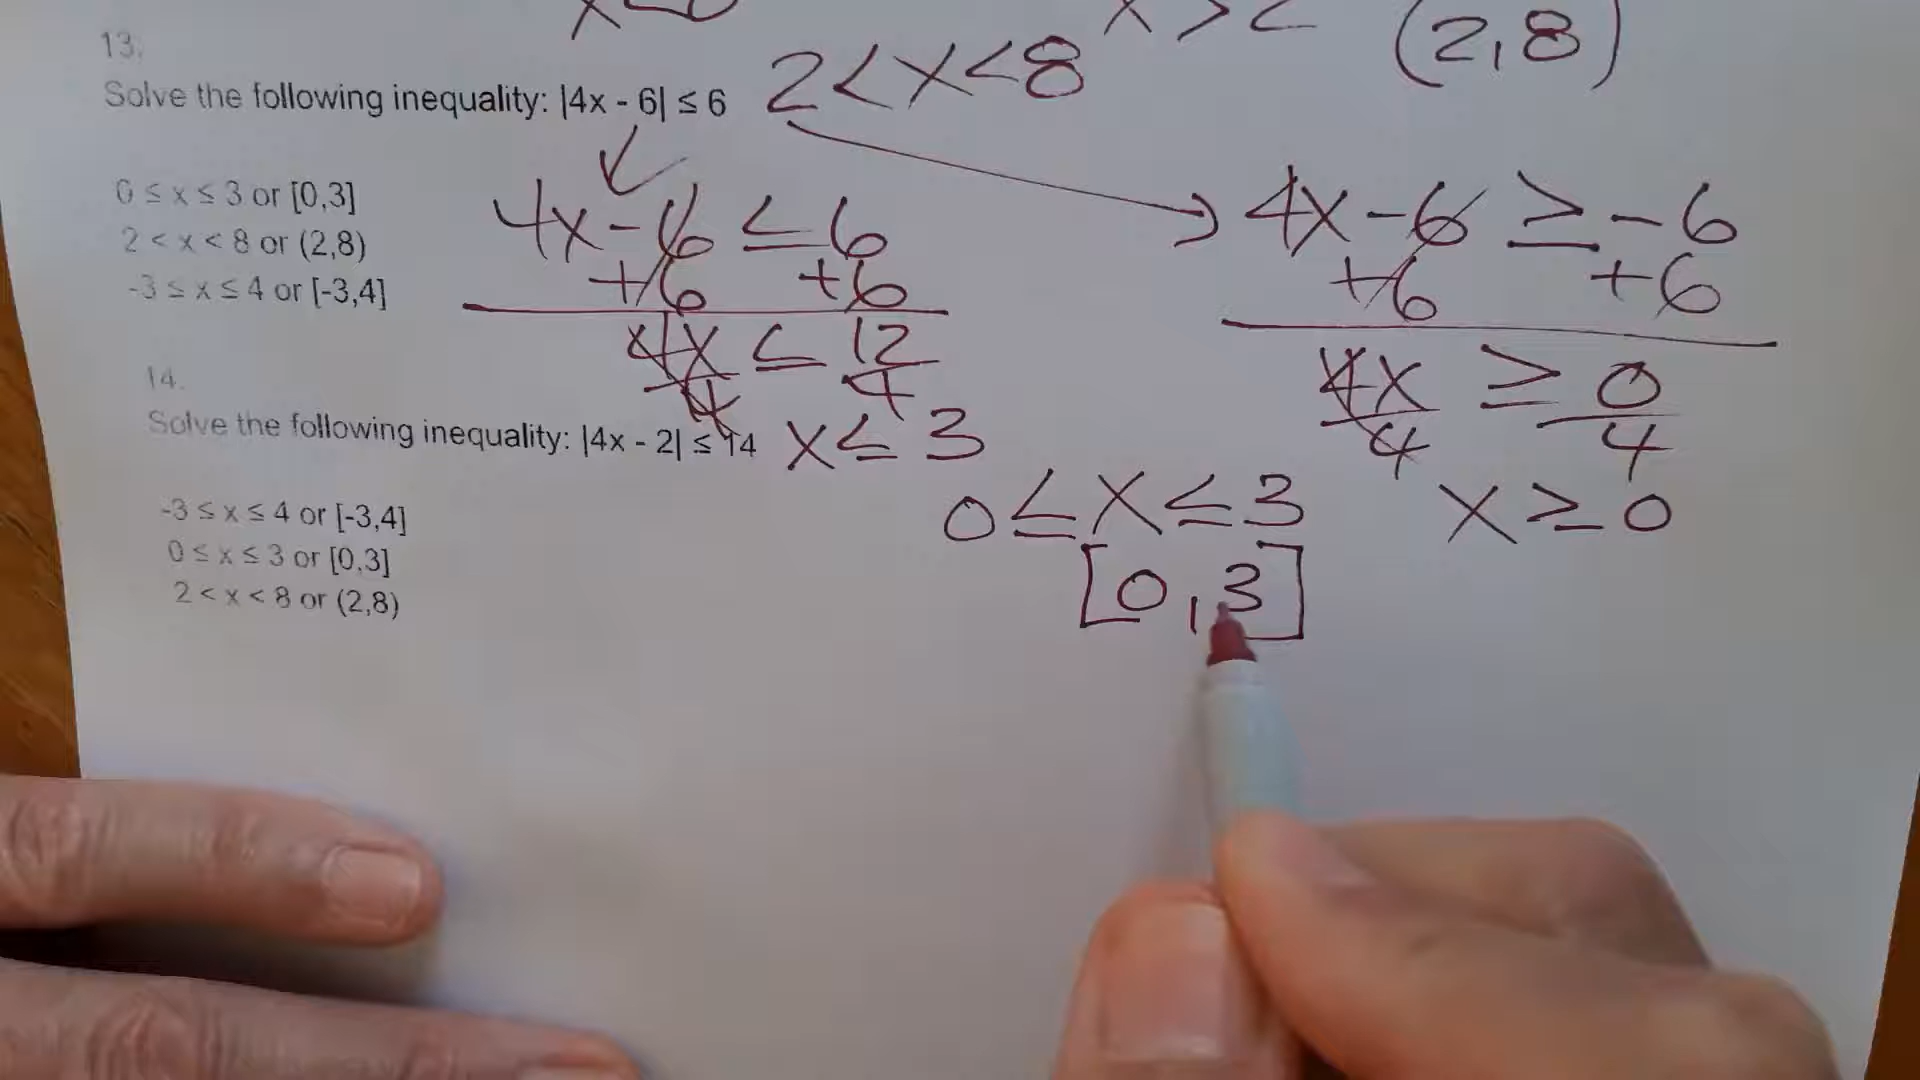 (2,8)
13.
2<x<8
Solve the following inequality: |4x - 6| ≤ 6
0 ≤ x ≤ 3 or [0,3]
2 < x < 8 or (2,8)
-3 ≤ x ≤ 4 or [-3,4]
4x-6 ≤ 6
+6 +6
4x ≤ 12
4 4
x ≤ 3
4x-6 ≥ -6
+6 +6
4x ≥ 0
4 4
x ≥ 0
0 ≤ x ≤ 3
[0,3]
14.
Solve the following inequality: |4x - 2| ≤ 14
-3 ≤ x ≤ 4 or [-3,4]
0 ≤ x ≤ 3 or [0,3]
2 < x < 8 or (2,8)